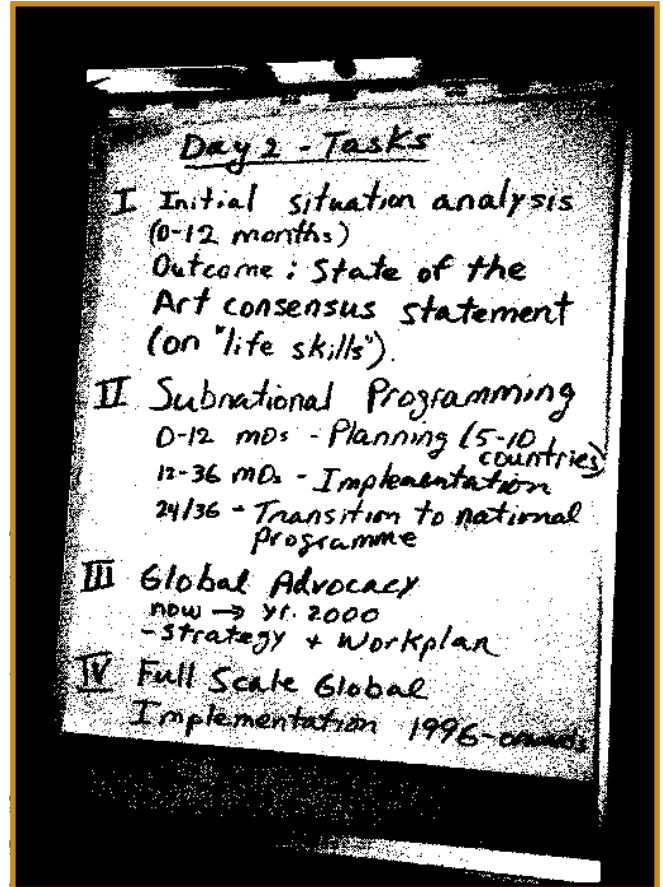 Day 2 - Tasks
I Initial situation analysis
(0-12 months)
Outcome : State of the
Art consensus statement
(on "life skills").
II Subnational Programming
0-12 mos - Planning (5-10
countries)
12-36 mos - Implementation
24/36 - Transition to national
programme
III Global Advocacy
now → yr. 2000
- strategy + Workplan
IV Full Scale Global
Implementation 1996-onwards